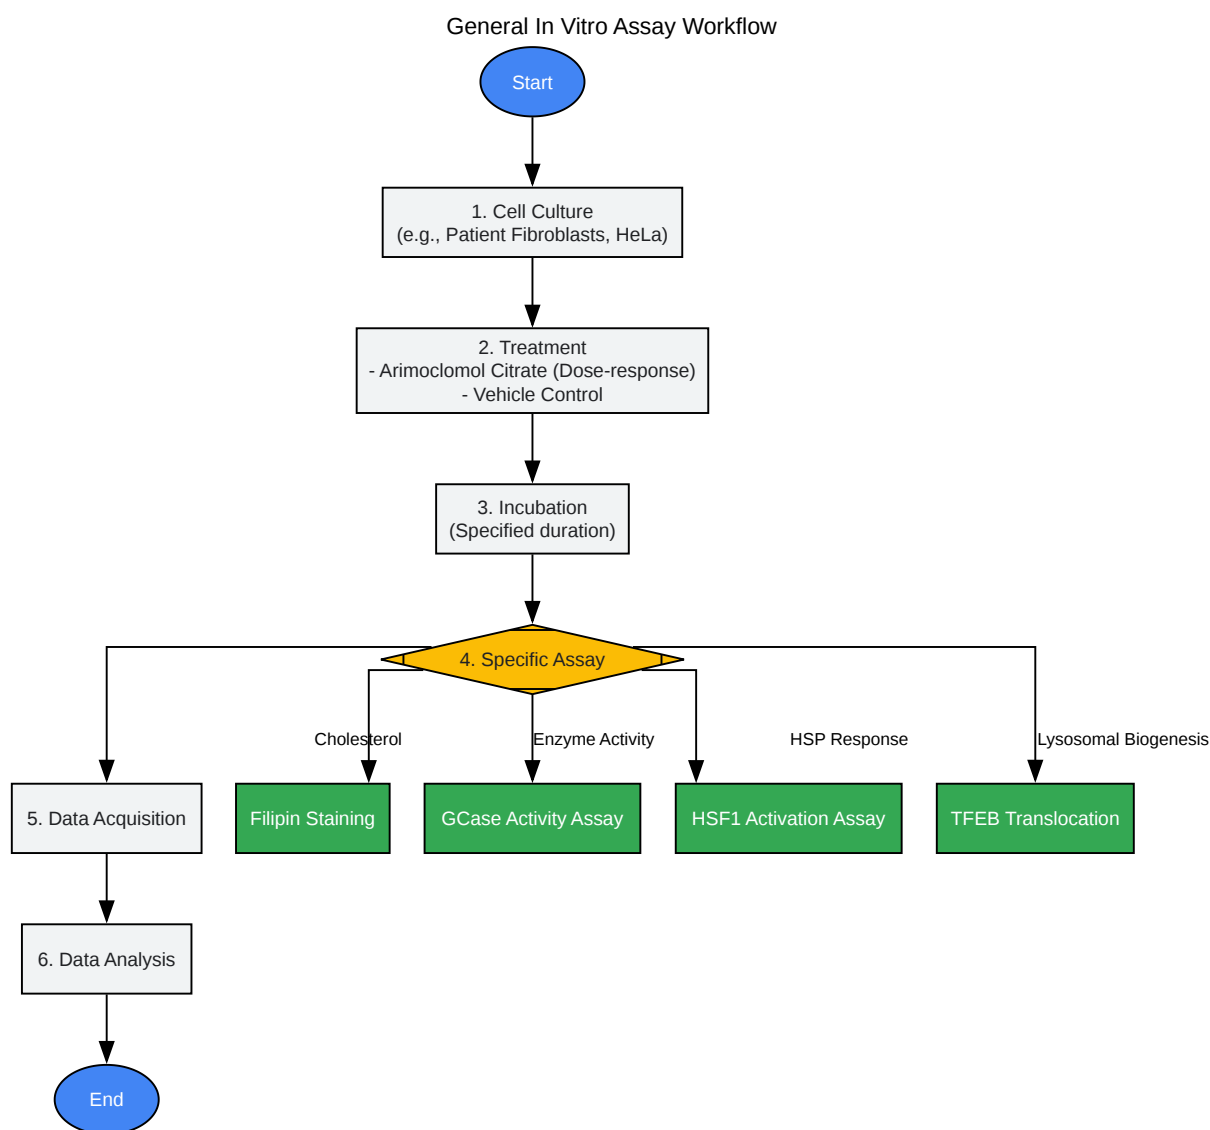 General In Vitro Assay Workflow
Start
1. Cell Culture
(e.g., Patient Fibroblasts, HeLa)
2. Treatment
- Arimoclomol Citrate (Dose-response)
- Vehicle Control
3. Incubation
(Specified duration)
4. Specific Assay
Cholesterol
Enzyme Activity
HSP Response
Lysosomal Biogenesis
5. Data Acquisition
Filipin Staining
GCase Activity Assay
HSF1 Activation Assay
TFEB Translocation
6. Data Analysis
End